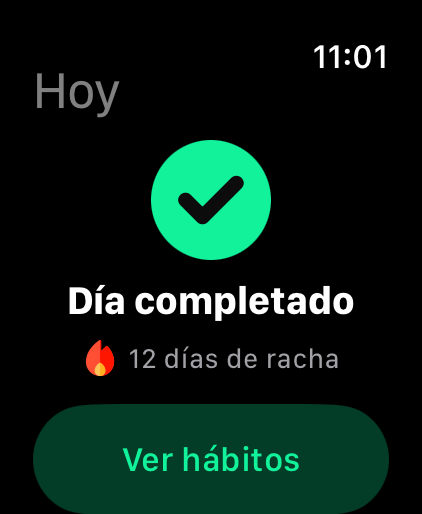 11:01
Hoy
Día completado
🔥 12 días de racha
Ver hábitos